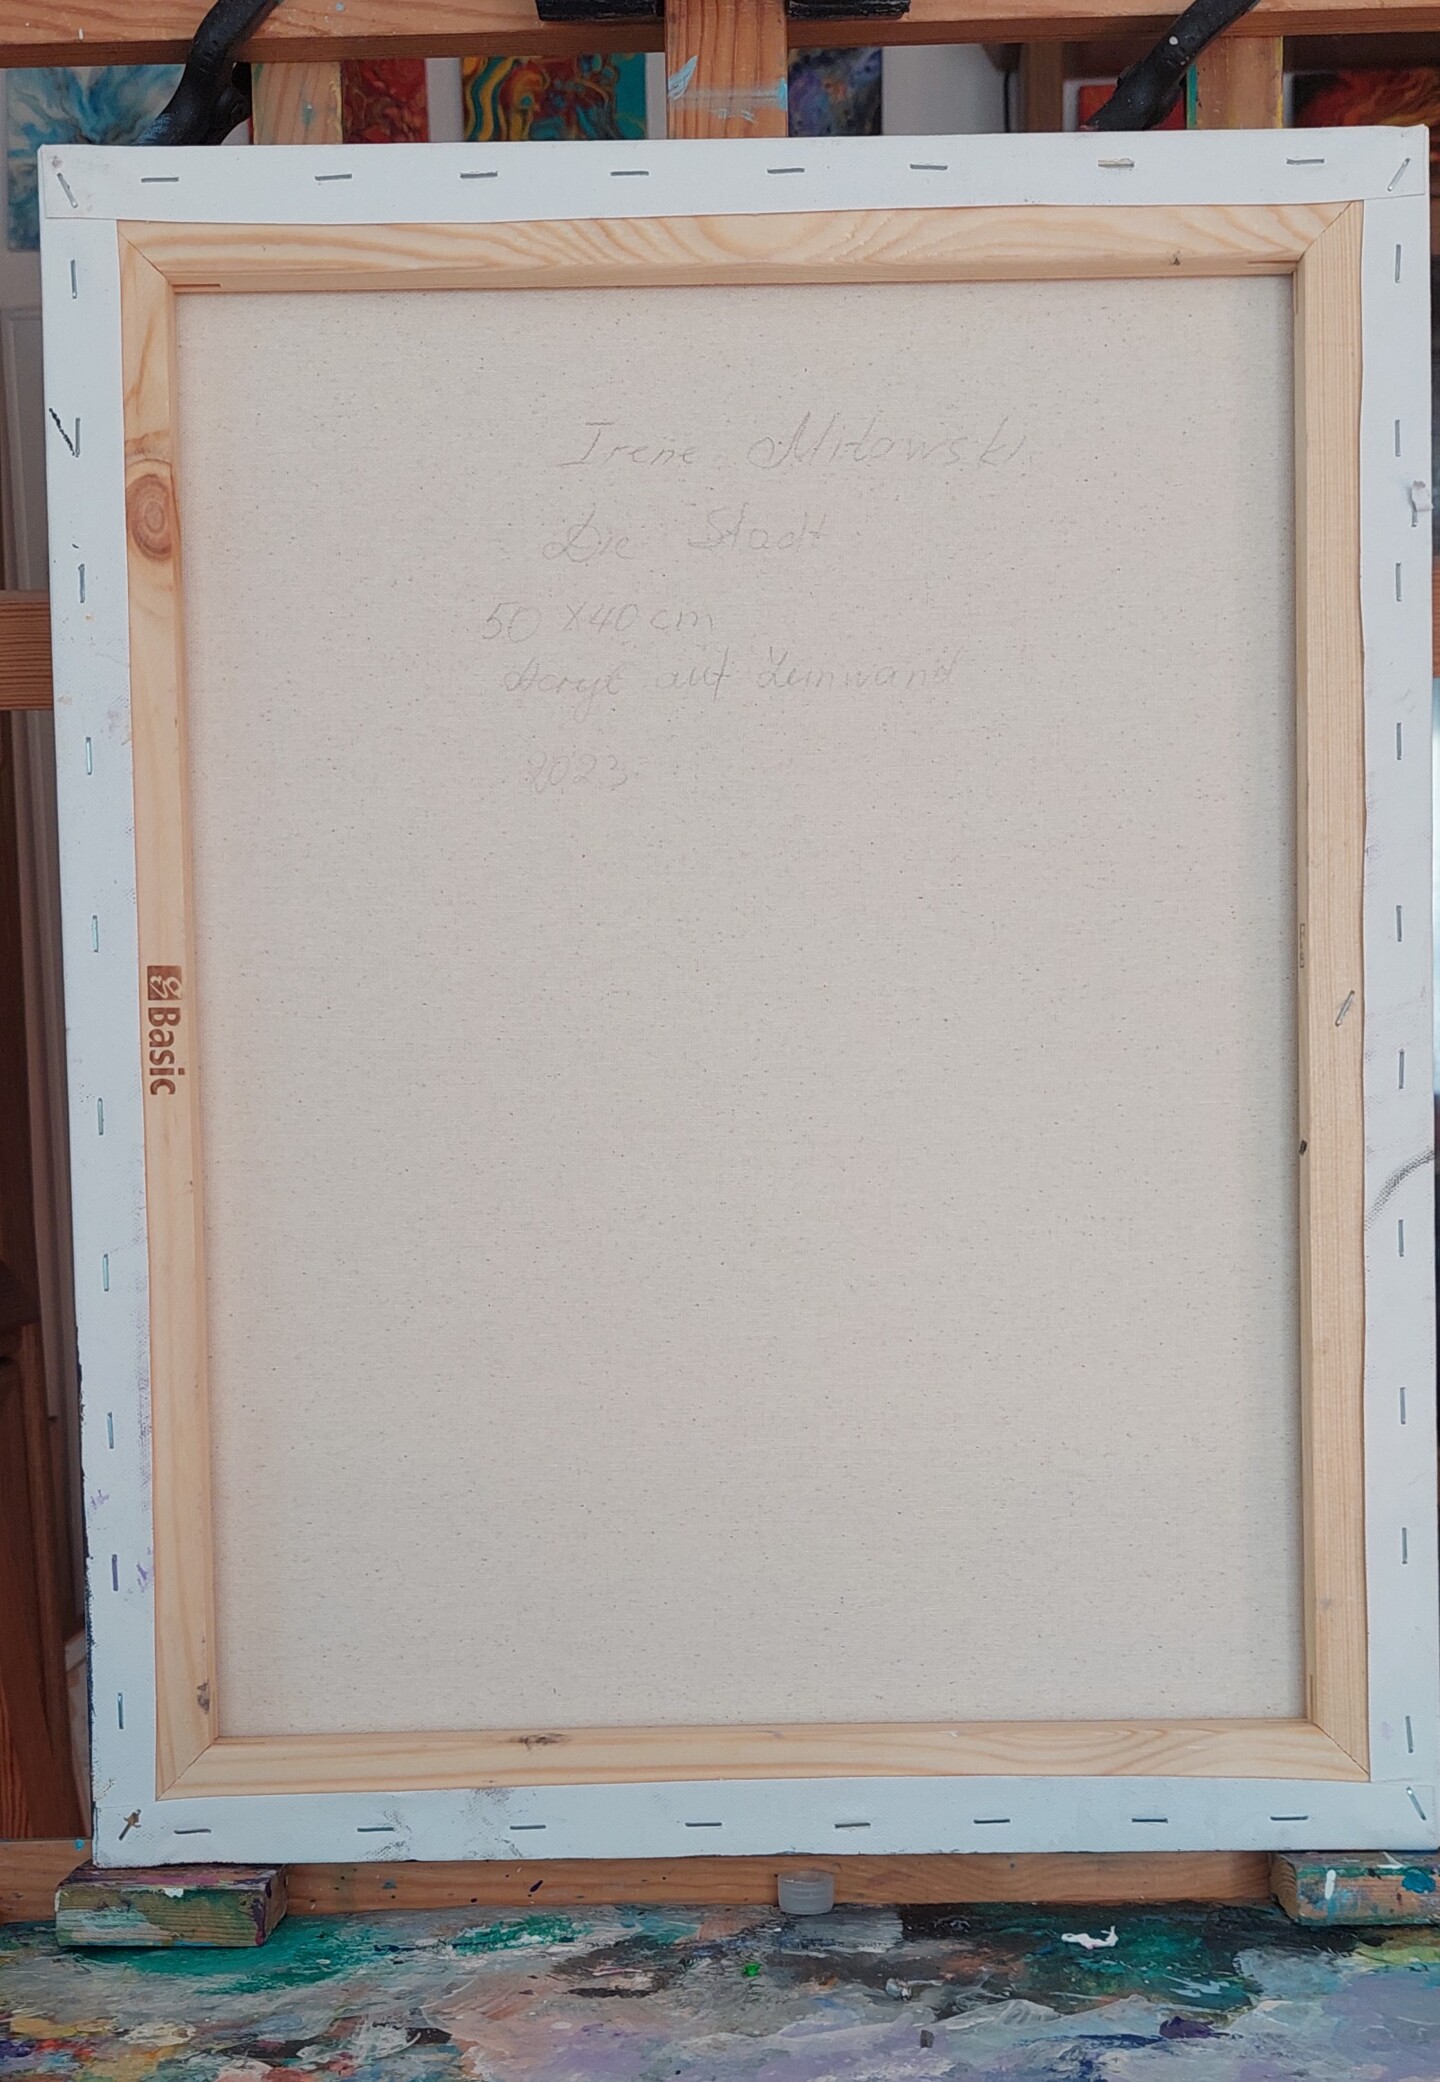 Irene Mitowski
Die Stadt
50 x 40 cm
Acryl auf Leinwand
2023
Basic